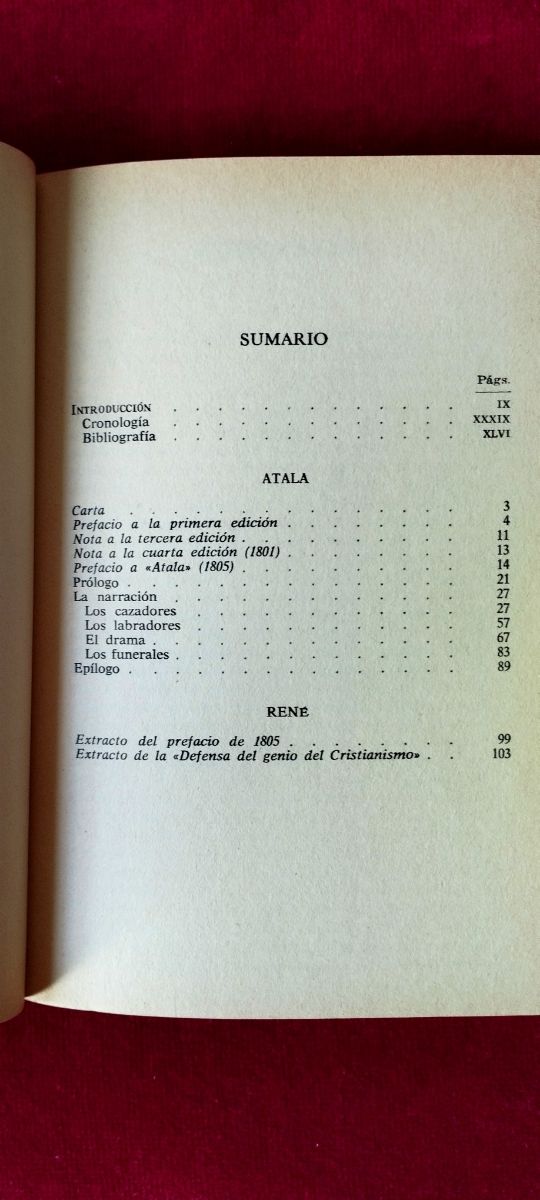 SUMARIO
Págs.
INTRODUCCIÓN . . . . . . . . . . . . . IX
Cronología . . . . . . . . . . . . . XXXIX
Bibliografía . . . . . . . . . . . . . XLVI
ATALA
Carta . . . . . . . . . . . . . . . 3
Prefacio a la primera edición . . . . . . . . 4
Nota a la tercera edición . . . . . . . . . . 11
Nota a la cuarta edición (1801) . . . . . . . . 13
Prefacio a «Atala» (1805) . . . . . . . . . . 14
Prólogo . . . . . . . . . . . . . . . 21
La narración . . . . . . . . . . . . . 27
Los cazadores . . . . . . . . . . . . 27
Los labradores . . . . . . . . . . . . 57
El drama . . . . . . . . . . . . . . 67
Los funerales . . . . . . . . . . . . . 83
Epílogo . . . . . . . . . . . . . . . 89
RENÉ
Extracto del prefacio de 1805 . . . . . . . . 99
Extracto de la «Defensa del genio del Cristianismo» . . 103